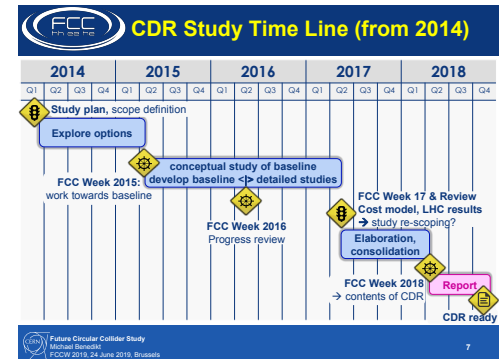 FCC
hh ee he
CDR Study Time Line (from 2014)
2014 2015 2016 2017 2018
Q1 Q2 Q3 Q4 Q1 Q2 Q3 Q4 Q1 Q2 Q3 Q4 Q1 Q2 Q3 Q4 Q1 Q2 Q3 Q4
Study plan, scope definition
Explore options
conceptual study of baseline
develop baseline <|> detailed studies
FCC Week 2015:
work towards baseline
FCC Week 2016
Progress review
FCC Week 17 & Review
Cost model, LHC results
→ study re-scoping?
Elaboration,
consolidation
FCC Week 2018
→ contents of CDR
Report
CDR ready
CERN
Future Circular Collider Study
Michael Benedikt
FCCW 2019, 24 June 2019, Brussels
7